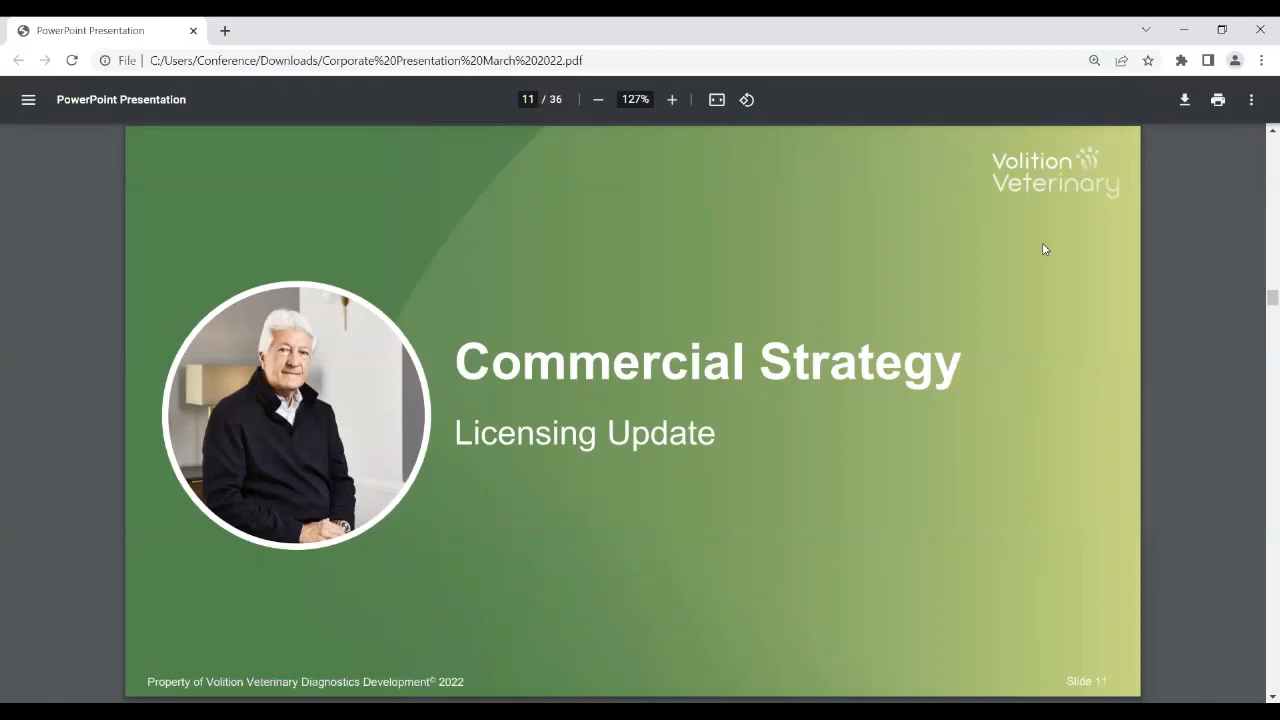 PowerPoint Presentation
File
C:/Users/Conference/Downloads/Corporate%20Presentation%20March%202022.pdf
PowerPoint Presentation
11 / 36
127%
Volition
Veterinary
Commercial Strategy
Licensing Update
Property of Volition Veterinary Diagnostics Development© 2022
Slide 11